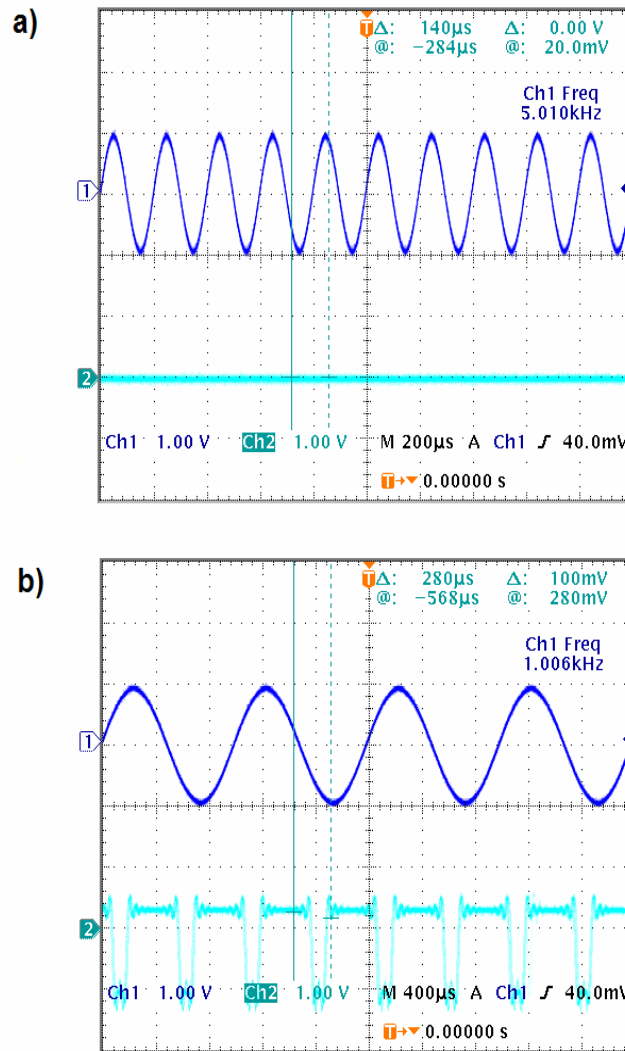 a)
T Δ: 140µs Δ: 0.00 V
@: −284µs @: 20.0mV
Ch1 Freq
5.010kHz
1
2
Ch1 1.00 V Ch2 1.00 V M 200µs A Ch1 ƒ 40.0mV
T→▼ 0.00000 s
b)
T Δ: 280µs Δ: 100mV
@: −568µs @: 280mV
Ch1 Freq
1.006kHz
1
2
Ch1 1.00 V Ch2 1.00 V M 400µs A Ch1 ƒ 40.0mV
T→▼ 0.00000 s